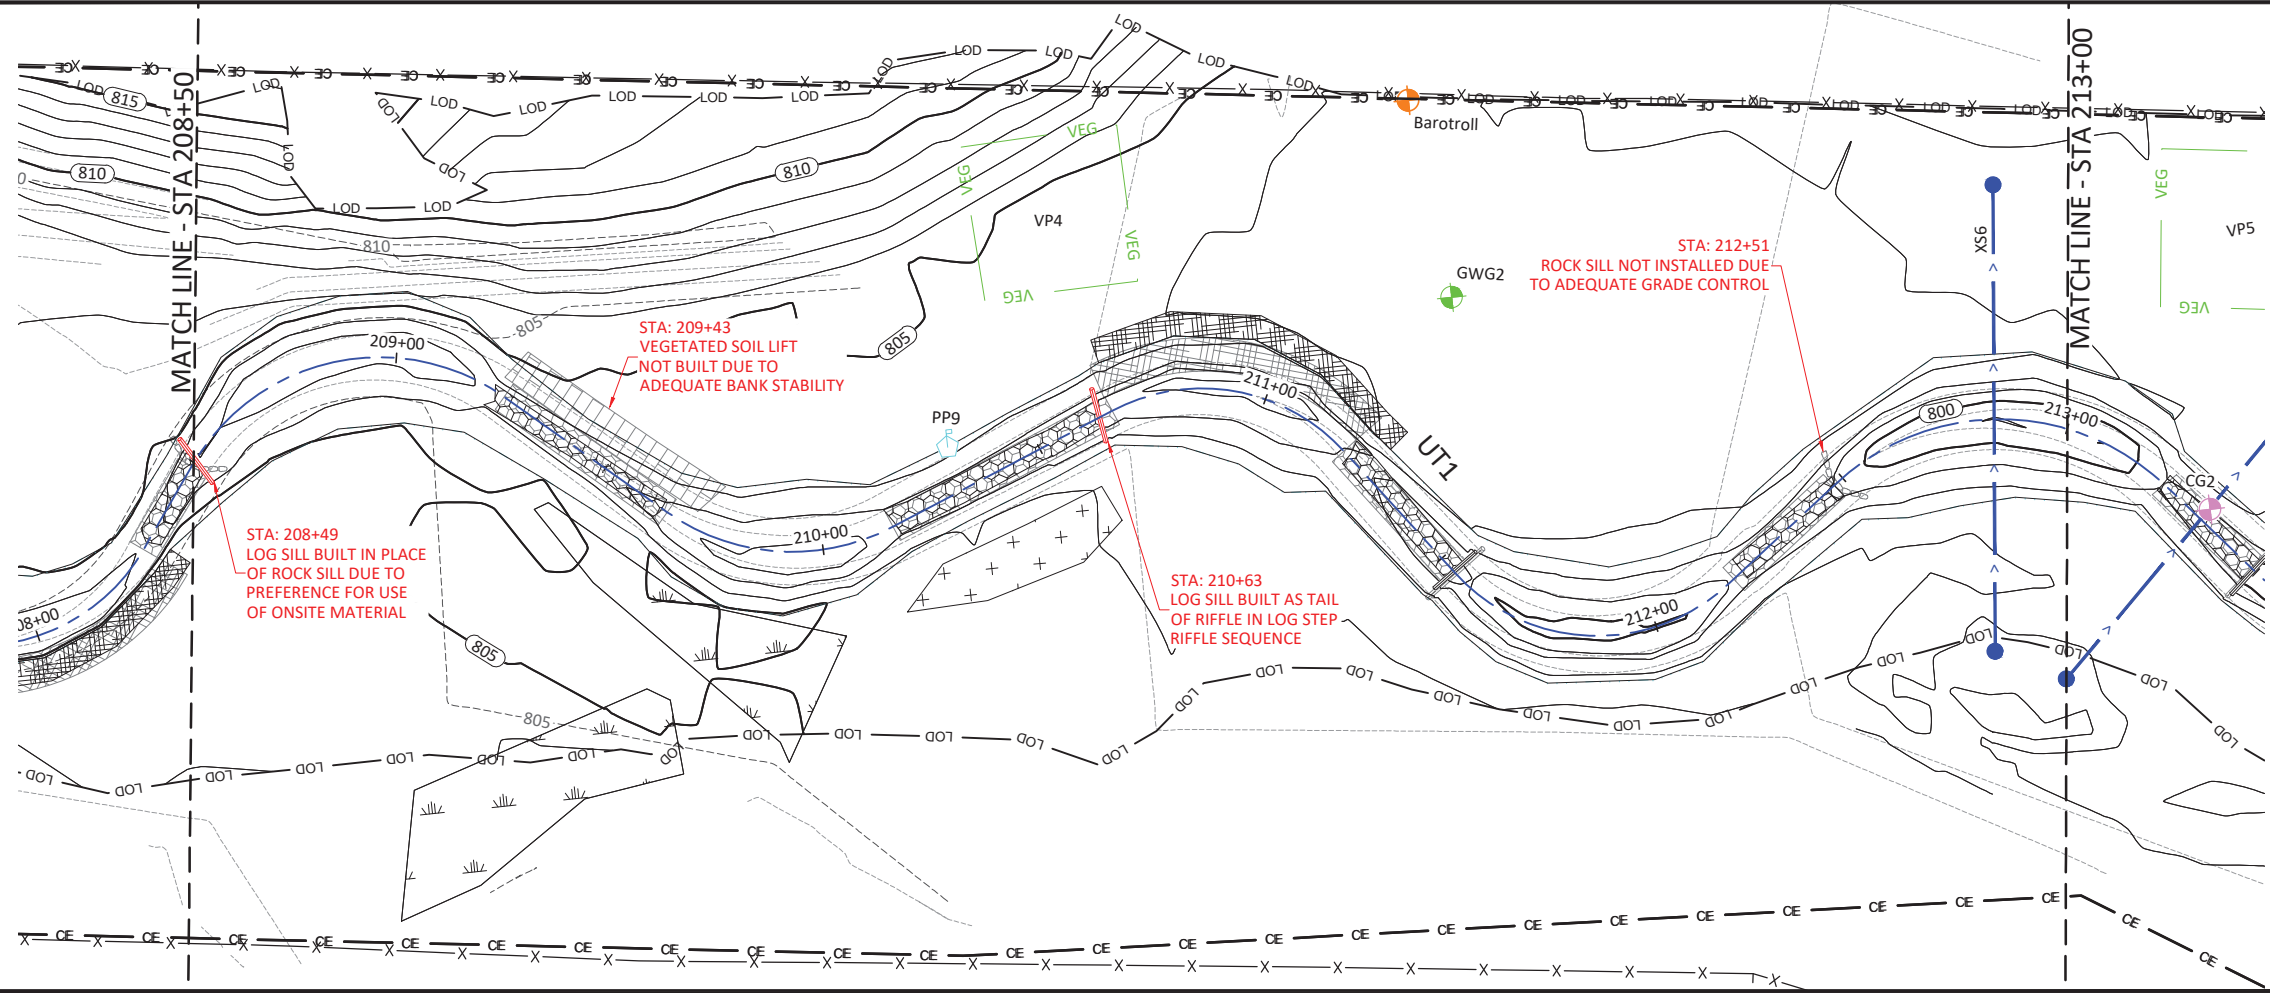 MATCH LINE - STA 208+50
MATCH LINE - STA 213+00
815
810
810
810
805
805
805
805
800
LOD
CE
X
VEG
VEG
VEG
VEG
VP4
VEG
VEG
VP5
Barotroll
GWG2
XS6
PP9
UT1
CG2
08+00
209+00
210+00
211+00
212+00
213+00
STA: 209+43
VEGETATED SOIL LIFT
NOT BUILT DUE TO
ADEQUATE BANK STABILITY
STA: 212+51
ROCK SILL NOT INSTALLED DUE
TO ADEQUATE GRADE CONTROL
STA: 208+49
LOG SILL BUILT IN PLACE
OF ROCK SILL DUE TO
PREFERENCE FOR USE
OF ONSITE MATERIAL
STA: 210+63
LOG SILL BUILT AS TAIL
OF RIFFLE IN LOG STEP
RIFFLE SEQUENCE